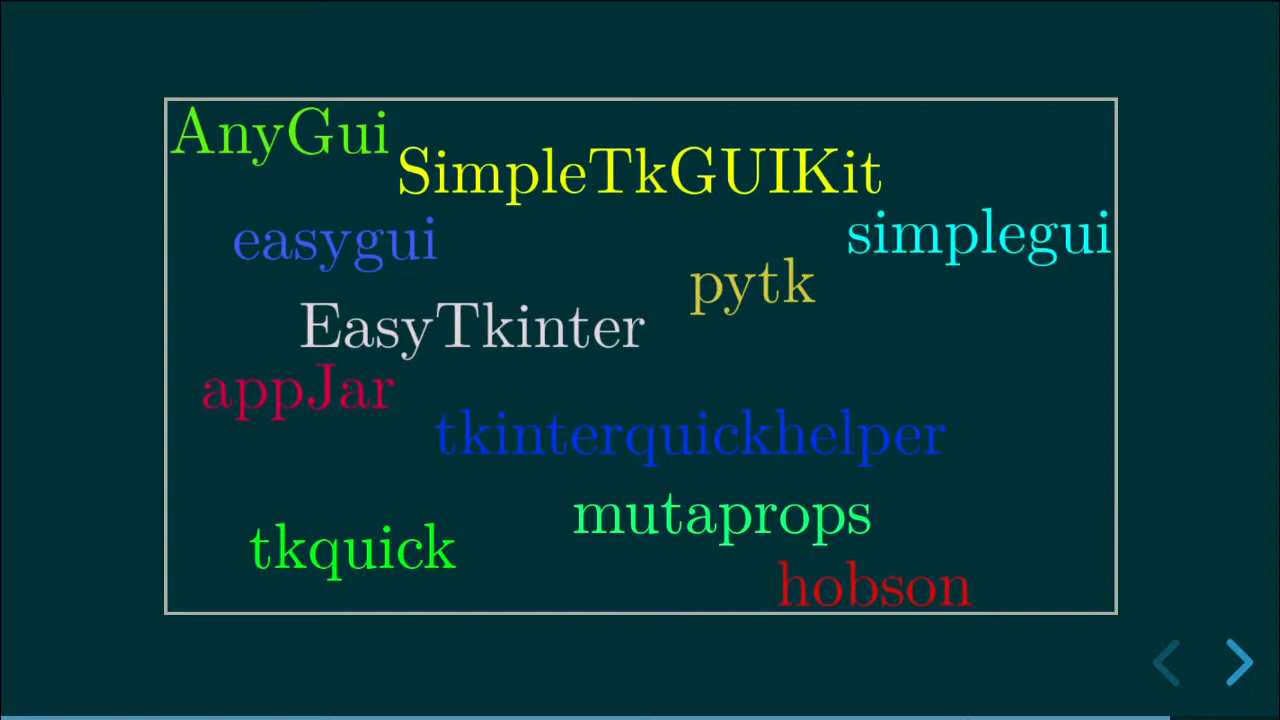 AnyGui
SimpleTkGUIKit
simplegui
easygui
pytk
EasyTkinter
appJar
tkinterquickhelper
mutaprops
tkquick
hobson